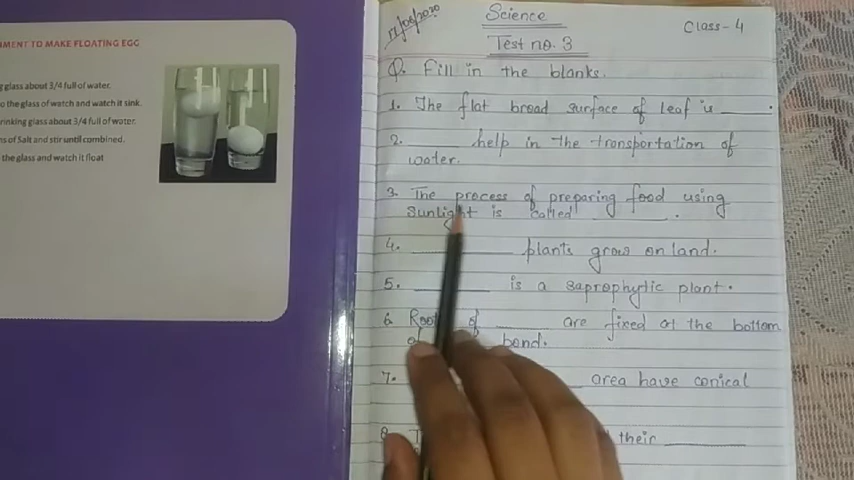 MENT TO MAKE FLOATING EGG
g glass about 3/4 full of water.
o the glass of watch and watch it sink.
rinking glass about 3/4 full of water.
ns of Salt and stir until combined.
the glass and watch it float
17/06/2020
Science
Class-4
Test no. 3
Q. Fill in the blanks.
1. The flat broad surface of leaf is ______.
2. ______ help in the transportation of
water.
3. The process of preparing food using
sunlight is called ______.
4. ______ plants grow on land.
5. ______ is a saprophytic plant.
6. Root of ______ are fixed at the bottom
pond.
7. ______ area have conical
8. their ______